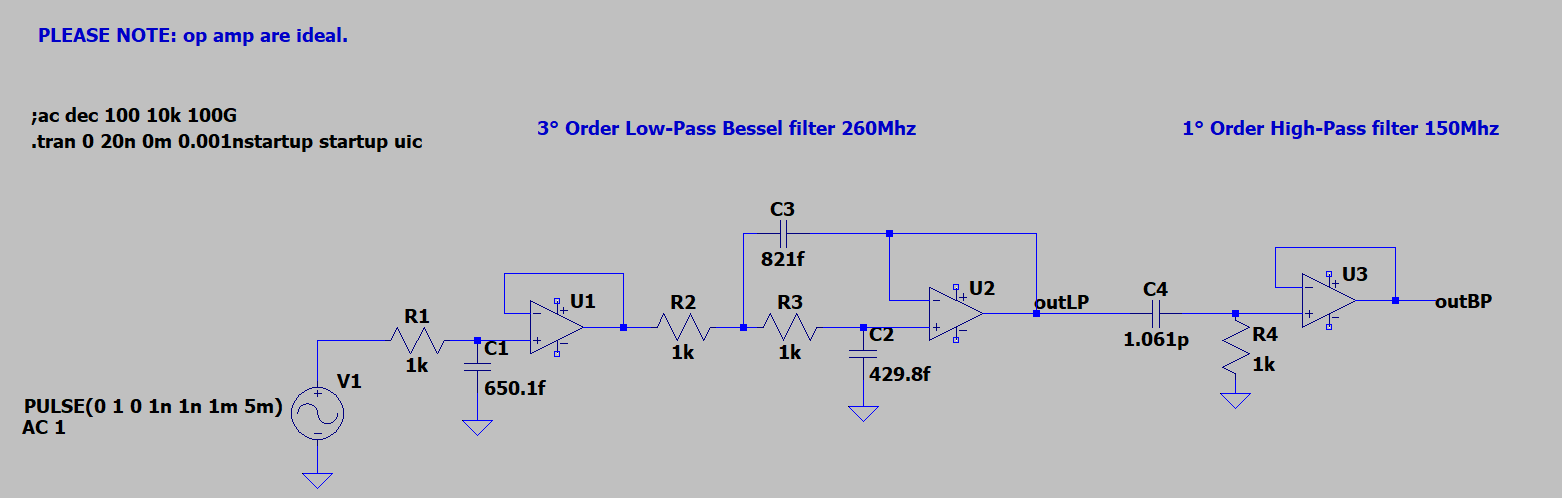 PLEASE NOTE: op amp are ideal.
;ac dec 100 10k 100G
.tran 0 20n 0m 0.001nstartup startup uic
3° Order Low-Pass Bessel filter 260Mhz
1° Order High-Pass filter 150Mhz
C3
821f
U1
R2
1k
R3
1k
U2
outLP
C4
1.061p
U3
outBP
R1
1k
C1
650.1f
C2
429.8f
R4
1k
V1
PULSE(0 1 0 1n 1n 1m 5m)
AC 1